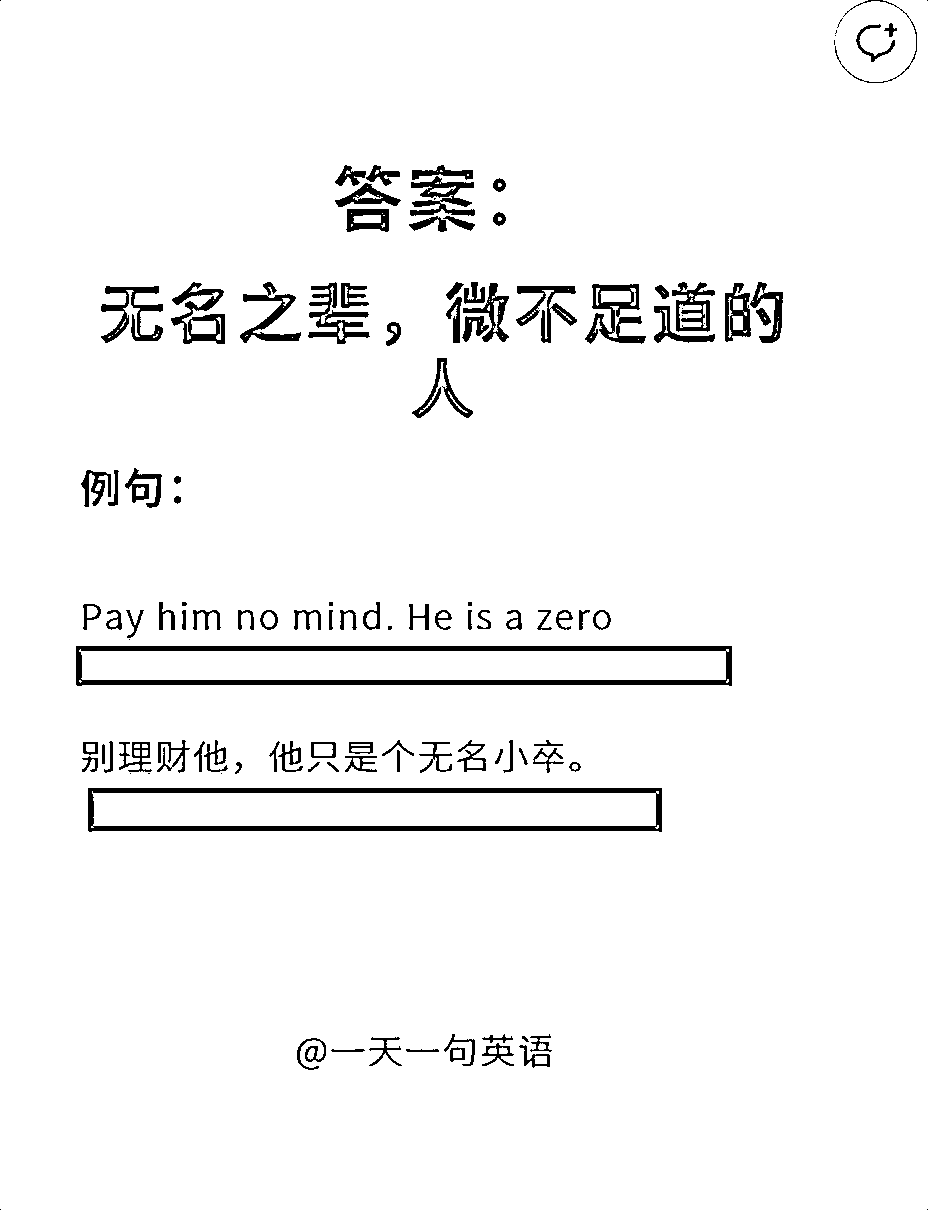 答案：
无名之辈，微不足道的
人
例句：
Pay him no mind. He is a zero
别理财他，他只是个无名小卒。
@一天一句英语